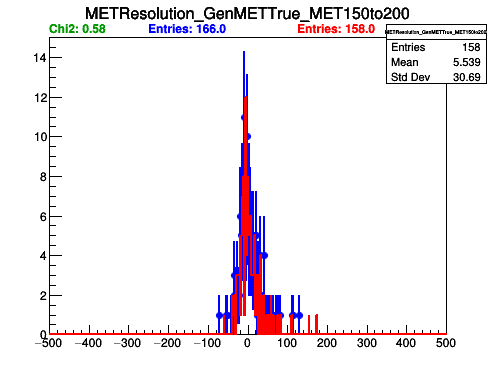 METResolution_GenMETTrue_MET150to200
Chi2: 0.58 Entries: 166.0 Entries: 158.0
METResolution_GenMETTrue_MET150to200
Entries 158
Mean 5.539
Std Dev 30.69
14
12
10
8
6
4
2
0
−500 −400 −300 −200 −100 0 100 200 300 400 500